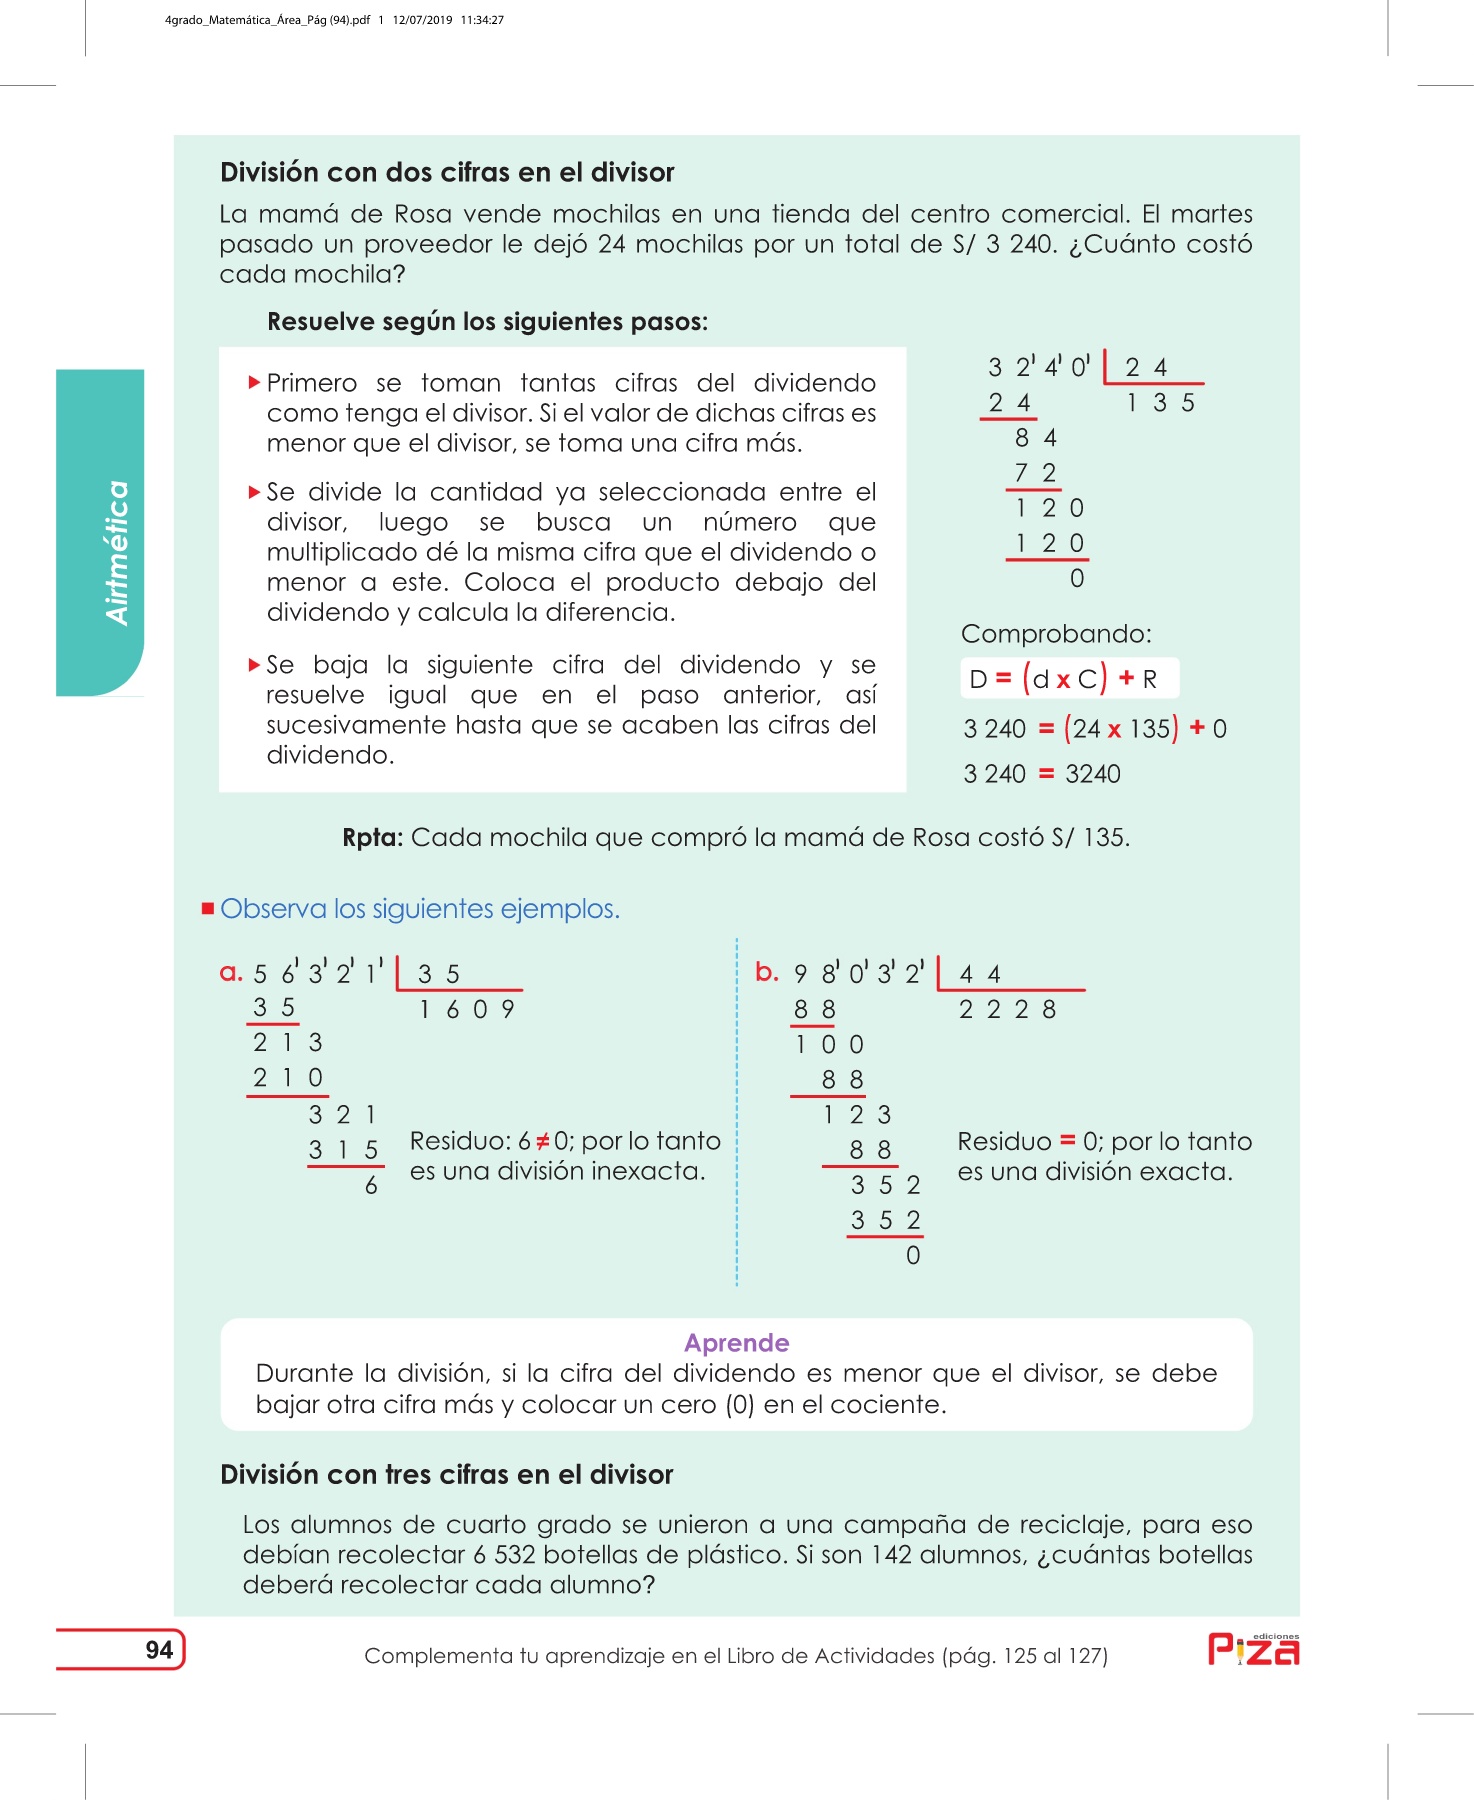 4grado_Matemática_Área_Pág (94).pdf 1 12/07/2019 11:34:27
División con dos cifras en el divisor
La mamá de Rosa vende mochilas en una tienda del centro comercial. El martes
pasado un proveedor le dejó 24 mochilas por un total de S/ 3 240. ¿Cuánto costó
cada mochila?
Resuelve según los siguientes pasos:
Primero se toman tantas cifras del dividendo
como tenga el divisor. Si el valor de dichas cifras es
menor que el divisor, se toma una cifra más.
Se divide la cantidad ya seleccionada entre el
divisor, luego se busca un número que
multiplicado dé la misma cifra que el dividendo o
menor a este. Coloca el producto debajo del
dividendo y calcula la diferencia.
Se baja la siguiente cifra del dividendo y se
resuelve igual que en el paso anterior, así
sucesivamente hasta que se acaben las cifras del
dividendo.
3 2' 4' 0' 2 4
2 4 1 3 5
8 4
7 2
1 2 0
1 2 0
0
Comprobando:
D = (d x C) + R
3 240 = (24 x 135) + 0
3 240 = 3240
Airtmética
Rpta: Cada mochila que compró la mamá de Rosa costó S/ 135.
Observa los siguientes ejemplos.
a. 5 6' 3' 2' 1' 3 5
3 5 1 6 0 9
2 1 3
2 1 0
3 2 1
3 1 5
6
Residuo: 6 ≠ 0; por lo tanto
es una división inexacta.
b. 9 8' 0' 3' 2' 4 4
8 8 2 2 2 8
1 0 0
8 8
1 2 3
8 8
3 5 2
3 5 2
0
Residuo = 0; por lo tanto
es una división exacta.
Aprende
Durante la división, si la cifra del dividendo es menor que el divisor, se debe
bajar otra cifra más y colocar un cero (0) en el cociente.
División con tres cifras en el divisor
Los alumnos de cuarto grado se unieron a una campaña de reciclaje, para eso
debían recolectar 6 532 botellas de plástico. Si son 142 alumnos, ¿cuántas botellas
deberá recolectar cada alumno?
94
Complementa tu aprendizaje en el Libro de Actividades (pág. 125 al 127)
ediciones
Piza